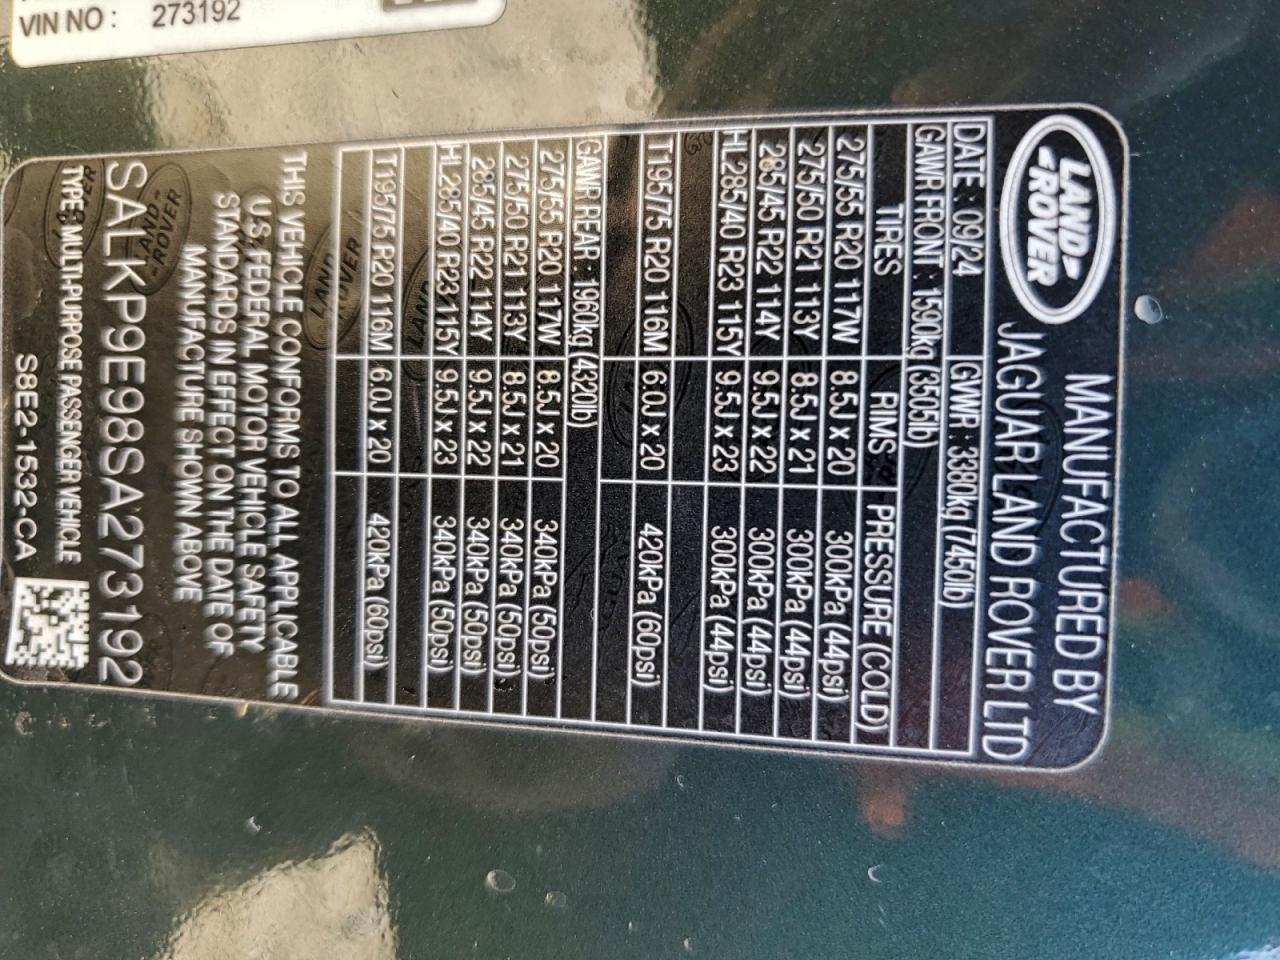 VIN NO : 273192
LAND-
-ROVER
MANUFACTURED BY
JAGUAR LAND ROVER LTD
DATE : 09/24 GVWR : 3380kg (7450lb)
GAWR FRONT : 1590kg (3505lb)
TIRES RIMS PRESSURE (COLD)
275/55 R20 117W 8.5J x 20 300kPa (44psi)
275/50 R21 113Y 8.5J x 21 300kPa (44psi)
285/45 R22 114Y 9.5J x 22 300kPa (44psi)
HL285/40 R23 115Y 9.5J x 23 300kPa (44psi)
T195/75 R20 116M 6.0J x 20 420kPa (60psi)
GAWR REAR : 1960kg (4320lb)
275/55 R20 117W 8.5J x 20 340kPa (50psi)
275/50 R21 113Y 8.5J x 21 340kPa (50psi)
285/45 R22 114Y 9.5J x 22 340kPa (50psi)
HL285/40 R23 115Y 9.5J x 23 340kPa (50psi)
T195/75 R20 116M 6.0J x 20 420kPa (60psi)
THIS VEHICLE CONFORMS TO ALL APPLICABLE
U.S. FEDERAL MOTOR VEHICLE SAFETY
STANDARDS IN EFFECT ON THE DATE OF
MANUFACTURE SHOWN ABOVE
SALKP9E98SA273192
TYPE: MULTI-PURPOSE PASSENGER VEHICLE
S8E2-1532-CA